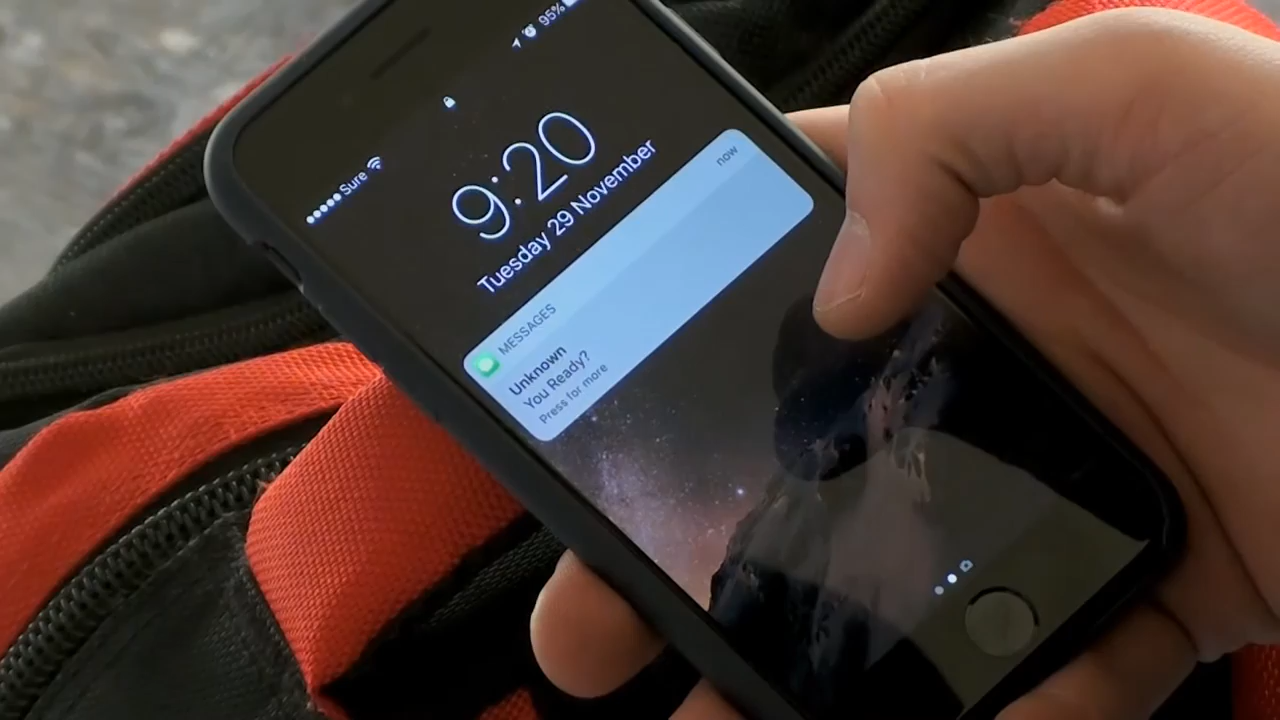 ●●●●● Sure 95%
9:20
Tuesday 29 November
MESSAGES now
Unknown
You Ready?
Press for more